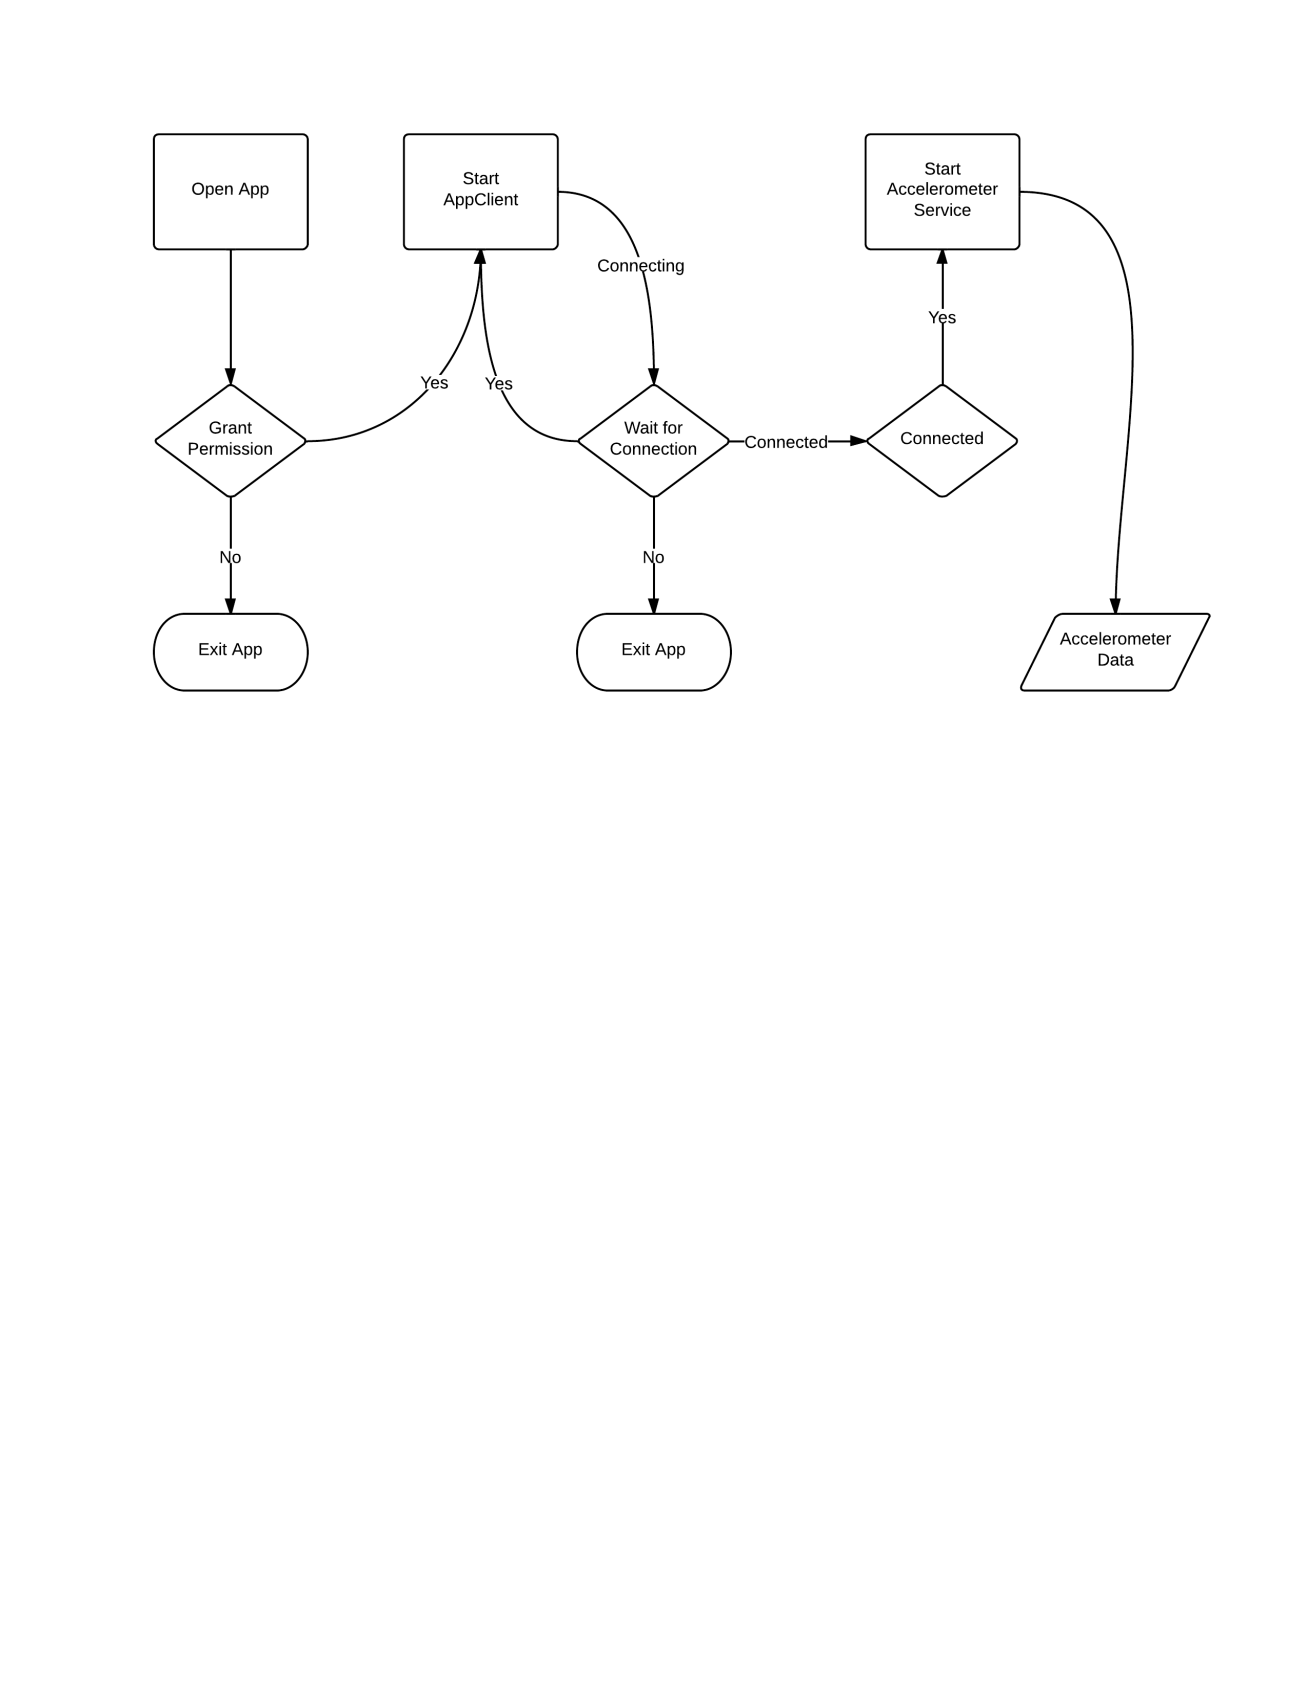 Open App
Start
AppClient
Start
Accelerometer
Service
Connecting
Yes
Yes
Yes
Grant
Permission
Wait for
Connection
Connected
Connected
No
No
Exit App
Exit App
Accelerometer
Data